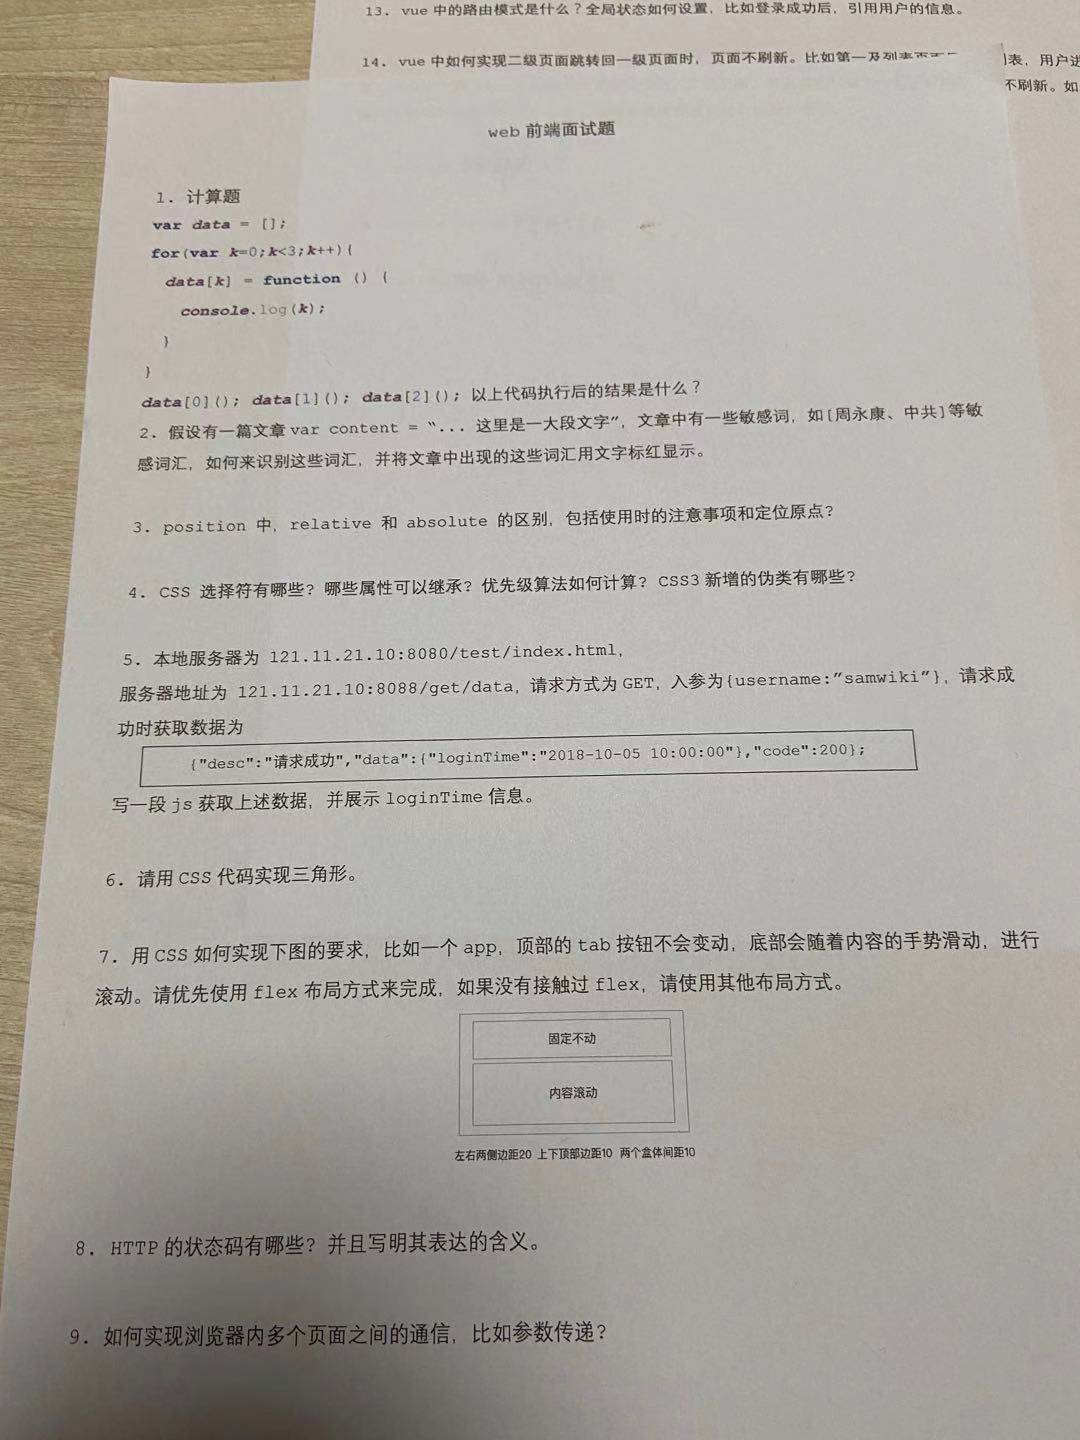 13. vue 中的路由模式是什么？全局状态如何设置，比如登录成功后，引用用户的信息。
14. vue 中如何实现二级页面跳转回一级页面时，页面不刷新。比如第一及列表页面
列表，用户进
不刷新。如
web 前端面试题
1. 计算题
var data = [];
for(var k=0;k<3;k++){
data[k] = function () {
console.log(k);
}
}
data[0](); data[1](); data[2](); 以上代码执行后的结果是什么？
2. 假设有一篇文章 var content = “... 这里是一大段文字”，文章中有一些敏感词，如[周永康、中共]等敏
感词汇，如何来识别这些词汇，并将文章中出现的这些词汇用文字标红显示。
3. position 中，relative 和 absolute 的区别，包括使用时的注意事项和定位原点？
4. CSS 选择符有哪些？哪些属性可以继承？优先级算法如何计算？ CSS3 新增的伪类有哪些？
5. 本地服务器为 121.11.21.10:8080/test/index.html，
服务器地址为 121.11.21.10:8088/get/data，请求方式为 GET，入参为{username:”samwiki”}，请求成
功时获取数据为
{"desc":"请求成功","data":{"loginTime":"2018-10-05 10:00:00"},"code":200};
写一段 js 获取上述数据，并展示 loginTime 信息。
6. 请用 CSS 代码实现三角形。
7. 用 CSS 如何实现下图的要求，比如一个 app，顶部的 tab 按钮不会变动，底部会随着内容的手势滑动，进行
滚动。请优先使用 flex 布局方式来完成，如果没有接触过 flex，请使用其他布局方式。
固定不动
内容滚动
左右两侧边距20 上下顶部边距10 两个盒体间距10
8. HTTP 的状态码有哪些？并且写明其表达的含义。
9. 如何实现浏览器内多个页面之间的通信，比如参数传递？